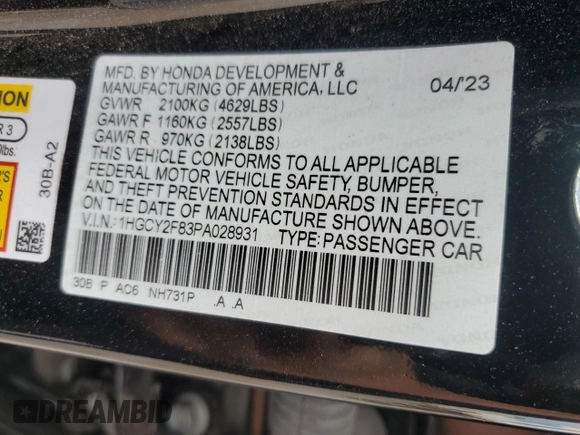 MFD. BY HONDA DEVELOPMENT &
MANUFACTURING OF AMERICA, LLC 04/'23
GVWR 2100KG (4629LBS)
GAWR F 1160KG (2557LBS)
GAWR R 970KG (2138LBS)
THIS VEHICLE CONFORMS TO ALL APPLICABLE
FEDERAL MOTOR VEHICLE SAFETY, BUMPER,
AND THEFT PREVENTION STANDARDS IN EFFECT
ON THE DATE OF MANUFACTURE SHOWN ABOVE.
V.I.N.: 1HGCY2F83PA028931 TYPE: PASSENGER CAR
30B P AC6 NH731P .A .A
30B-A2
R 3
lbs.
DREAMBID